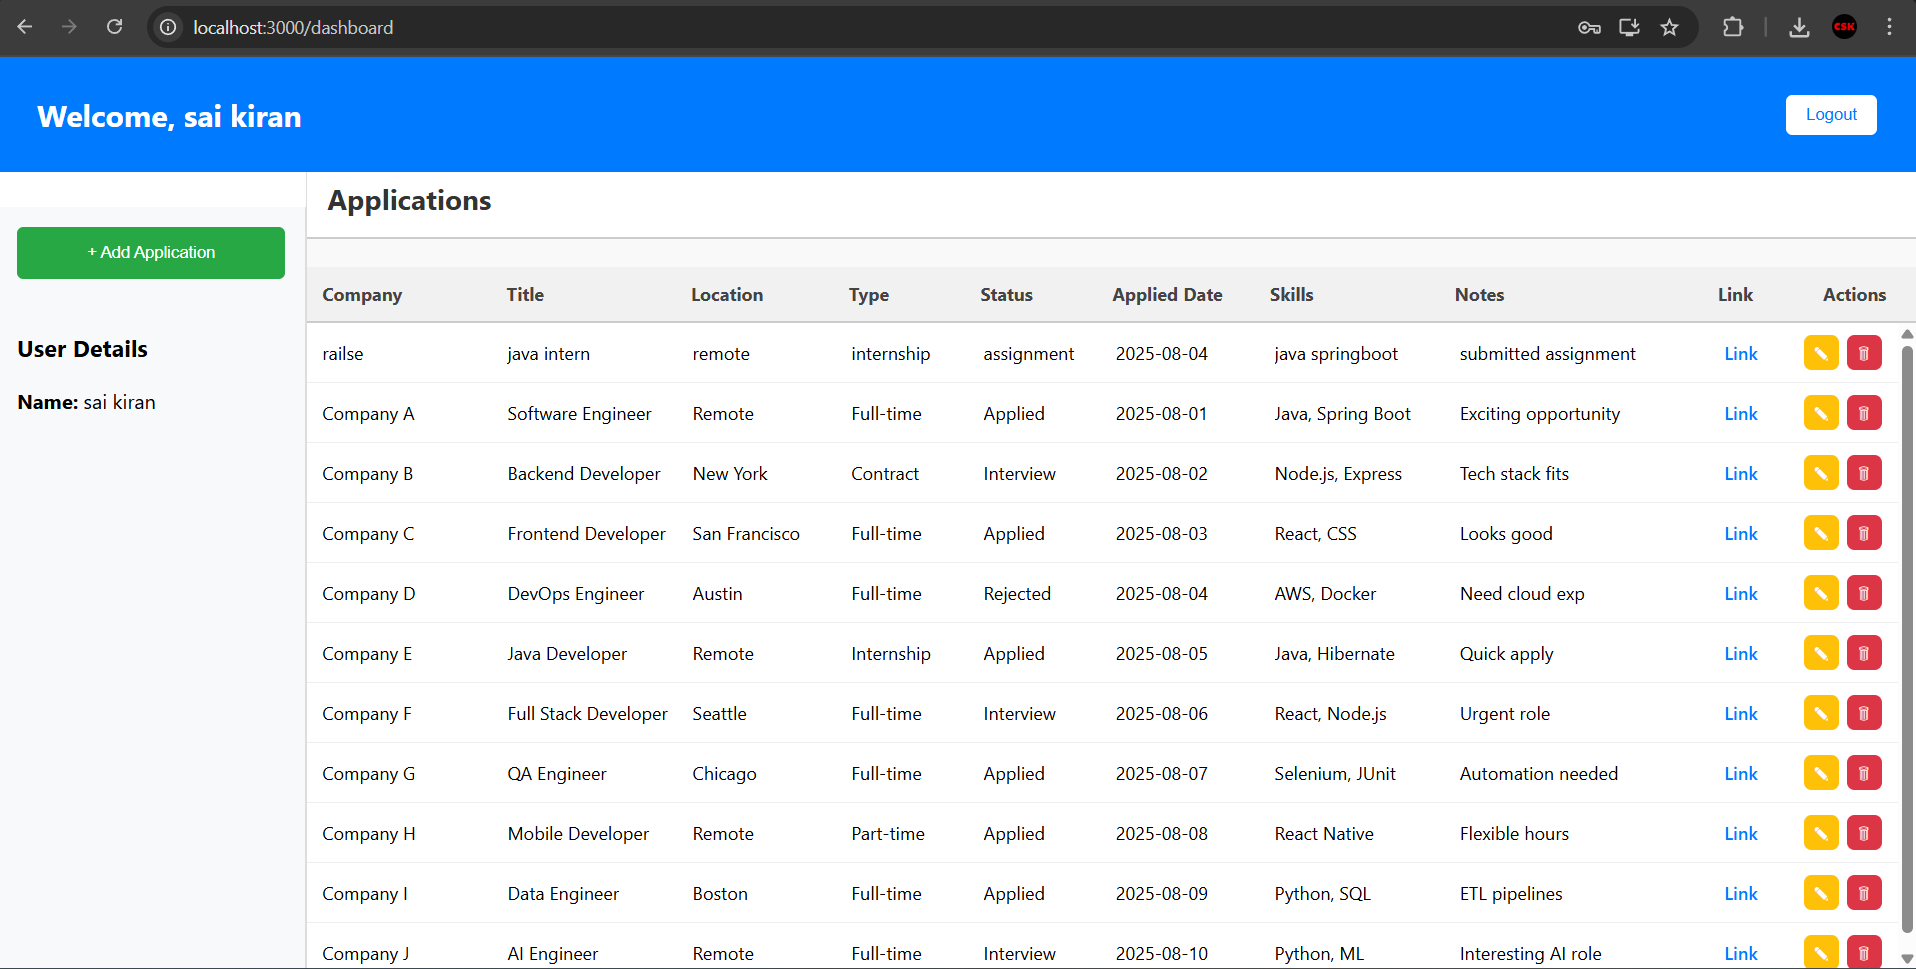 localhost:3000/dashboard
CSK
Welcome, sai kiran
Logout
+ Add Application
User Details
Name: sai kiran
Applications
Company Title Location Type Status Applied Date Skills Notes Link Actions
railse java intern remote internship assignment 2025-08-04 java springboot submitted assignment Link
Company A Software Engineer Remote Full-time Applied 2025-08-01 Java, Spring Boot Exciting opportunity Link
Company B Backend Developer New York Contract Interview 2025-08-02 Node.js, Express Tech stack fits Link
Company C Frontend Developer San Francisco Full-time Applied 2025-08-03 React, CSS Looks good Link
Company D DevOps Engineer Austin Full-time Rejected 2025-08-04 AWS, Docker Need cloud exp Link
Company E Java Developer Remote Internship Applied 2025-08-05 Java, Hibernate Quick apply Link
Company F Full Stack Developer Seattle Full-time Interview 2025-08-06 React, Node.js Urgent role Link
Company G QA Engineer Chicago Full-time Applied 2025-08-07 Selenium, JUnit Automation needed Link
Company H Mobile Developer Remote Part-time Applied 2025-08-08 React Native Flexible hours Link
Company I Data Engineer Boston Full-time Applied 2025-08-09 Python, SQL ETL pipelines Link
Company J AI Engineer Remote Full-time Interview 2025-08-10 Python, ML Interesting AI role Link